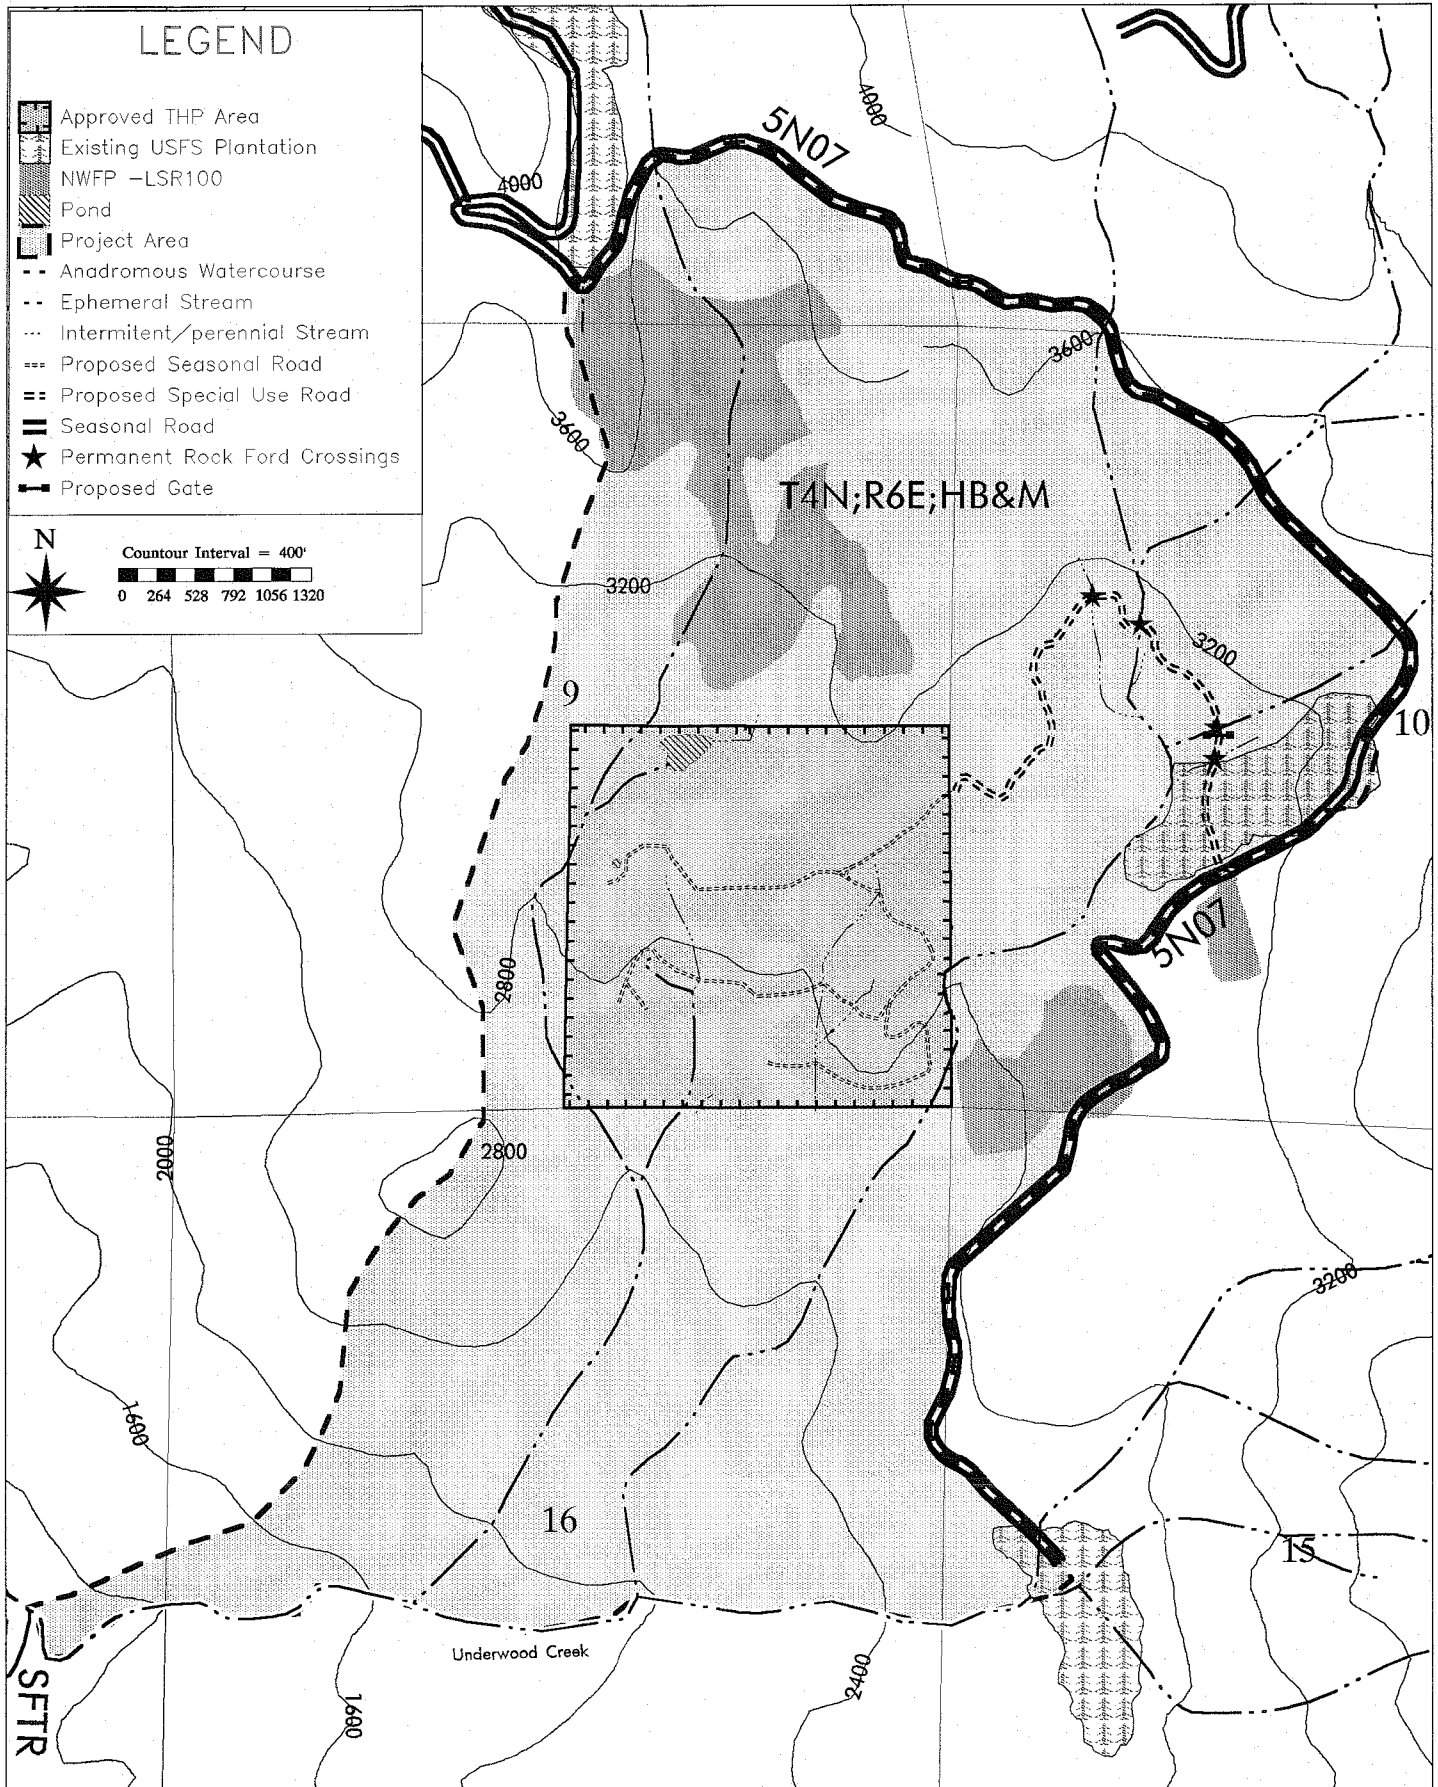 LEGEND
Approved THP Area
Existing USFS Plantation
NWFP -LSR100
Pond
Project Area
Anadromous Watercourse
Ephemeral Stream
Intermitent/perennial Stream
Proposed Seasonal Road
Proposed Special Use Road
Seasonal Road
Permanent Rock Ford Crossings
Proposed Gate
N
Countour Interval = 400'
0 264 528 792 1056 1320
4000
4000
5N07
3600
3600
T4N;R6E;HB&M
3200
3200
9
10
5N07
2800
2800
2000
3200
1600
16
15
Underwood Creek
SFTR
1600
2400